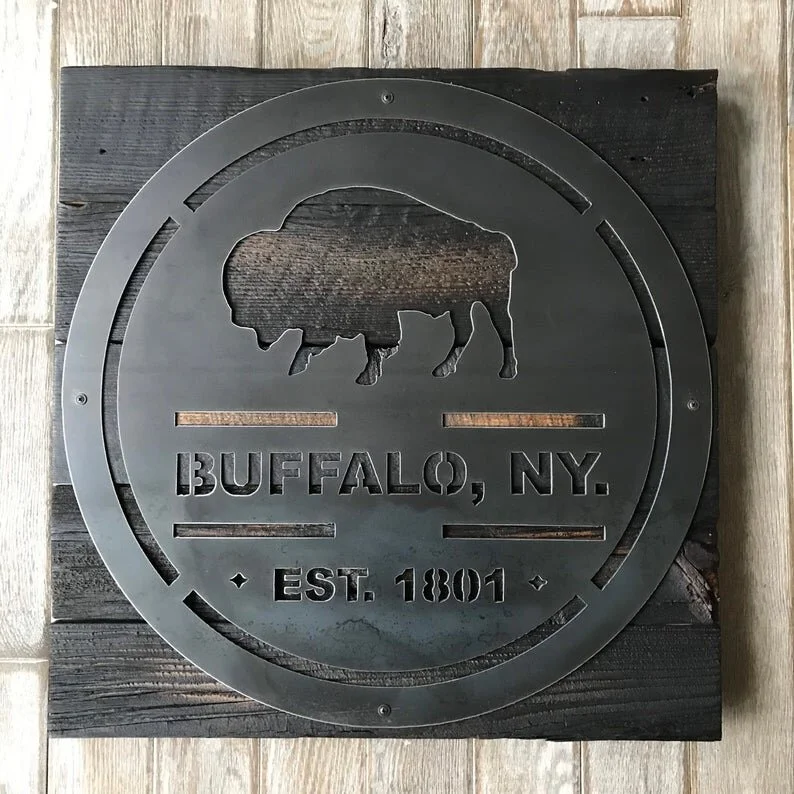 BUFFALO, NY.
EST. 1801